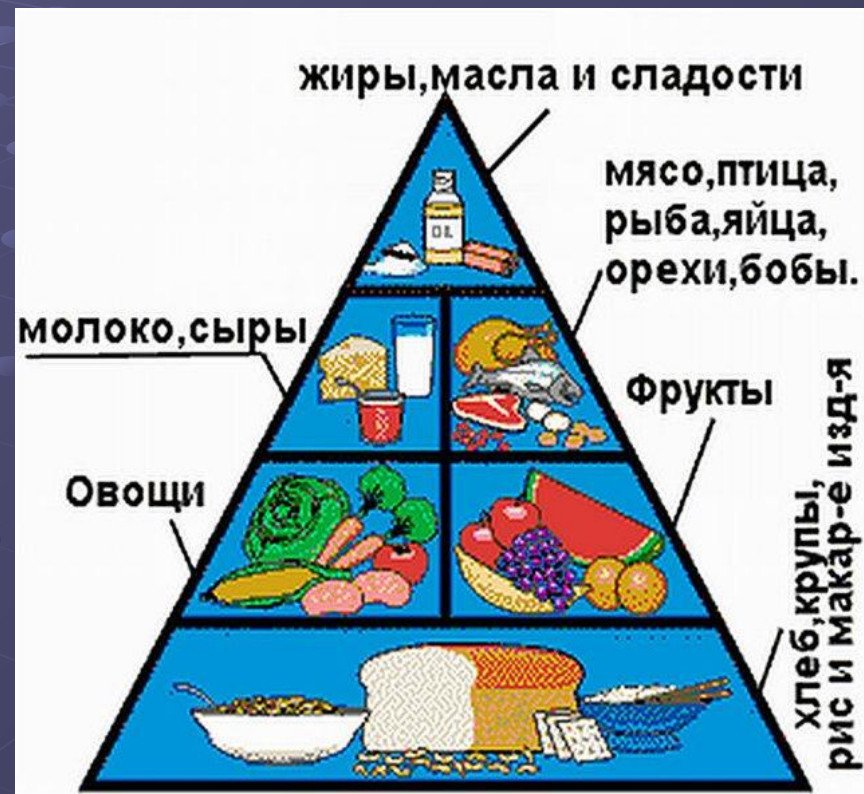 жиры,масла и сладости
мясо,птица,
рыба,яйца,
орехи,бобы.
молоко,сыры
Фрукты
Овощи
хлеб,крупы,
рис и макар-е изд-я
OIL